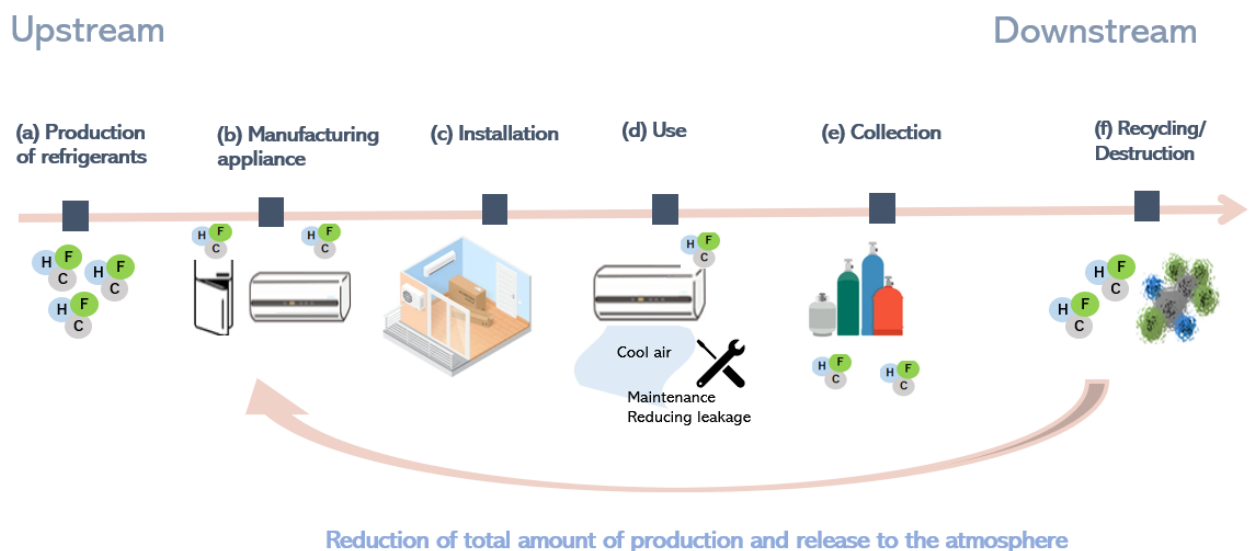 Upstream
Downstream
(a) Production
of refrigerants
(b) Manufacturing
appliance
(c) Installation
(d) Use
(e) Collection
(f) Recycling/
Destruction
H F
C
H F
C
H F
C
H F
C
H F
C
H F
C
Cool air
Maintenance
Reducing leakage
H F
C
H F
C
H F
C
H F
C
Reduction of total amount of production and release to the atmosphere